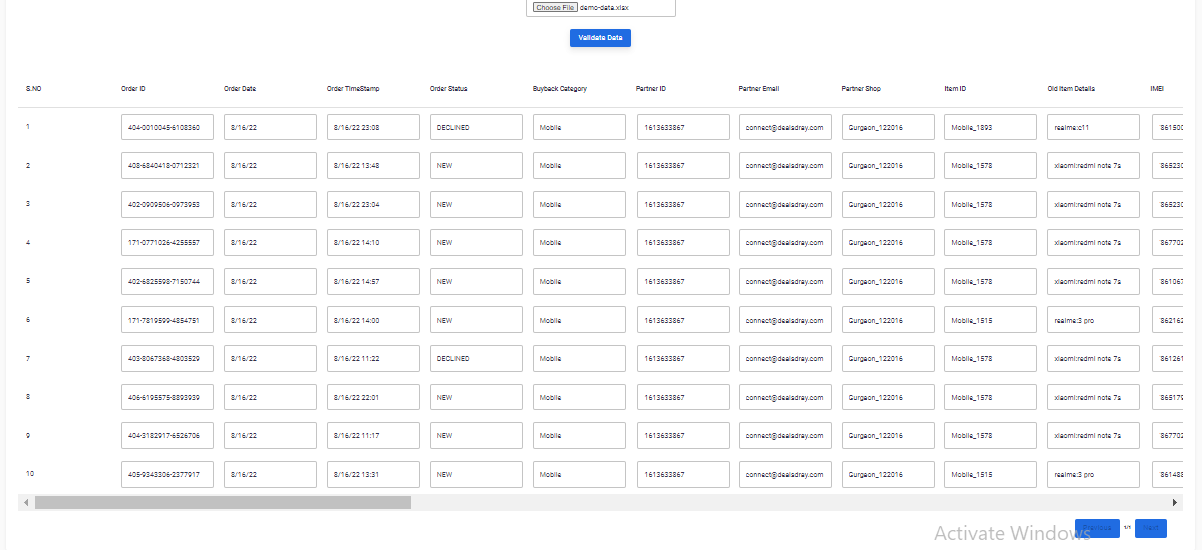 Choose File demo-data.xlsx
Validate Data
S.NO Order ID Order Date Order TimeStamp Order Status Buyback Category Partner ID Partner Email Partner Shop Item ID Old Item Details IMEI
1 404-0010045-6108360 8/16/22 8/16/22 23:08 DECLINED Mobile 1613633867 connect@dealsdray.com Gurgaon_122016 Mobile_1893 realme:c11 861500
2 408-6840418-0712321 8/16/22 8/16/22 13:48 NEW Mobile 1613633867 connect@dealsdray.com Gurgaon_122016 Mobile_1578 xiaomi:redmi note 7s 865230
3 402-0909506-0973953 8/16/22 8/16/22 23:04 NEW Mobile 1613633867 connect@dealsdray.com Gurgaon_122016 Mobile_1578 xiaomi:redmi note 7s 865230
4 171-0771026-4255557 8/16/22 8/16/22 14:10 NEW Mobile 1613633867 connect@dealsdray.com Gurgaon_122016 Mobile_1578 xiaomi:redmi note 7s 867702
5 402-6825598-7150744 8/16/22 8/16/22 14:57 NEW Mobile 1613633867 connect@dealsdray.com Gurgaon_122016 Mobile_1578 xiaomi:redmi note 7s 861067
6 171-7819599-4854751 8/16/22 8/16/22 14:00 NEW Mobile 1613633867 connect@dealsdray.com Gurgaon_122016 Mobile_1515 realme:3 pro 862162
7 403-8067368-4803529 8/16/22 8/16/22 11:22 DECLINED Mobile 1613633867 connect@dealsdray.com Gurgaon_122016 Mobile_1578 xiaomi:redmi note 7s 861261
8 406-6195575-8893939 8/16/22 8/16/22 22:01 NEW Mobile 1613633867 connect@dealsdray.com Gurgaon_122016 Mobile_1578 xiaomi:redmi note 7s 865179
9 404-3182917-6526706 8/16/22 8/16/22 11:17 NEW Mobile 1613633867 connect@dealsdray.com Gurgaon_122016 Mobile_1578 xiaomi:redmi note 7s 867702
10 405-9343306-2377917 8/16/22 8/16/22 13:31 NEW Mobile 1613633867 connect@dealsdray.com Gurgaon_122016 Mobile_1515 realme:3 pro 861488
Previous 1/1 Next
Activate Windows